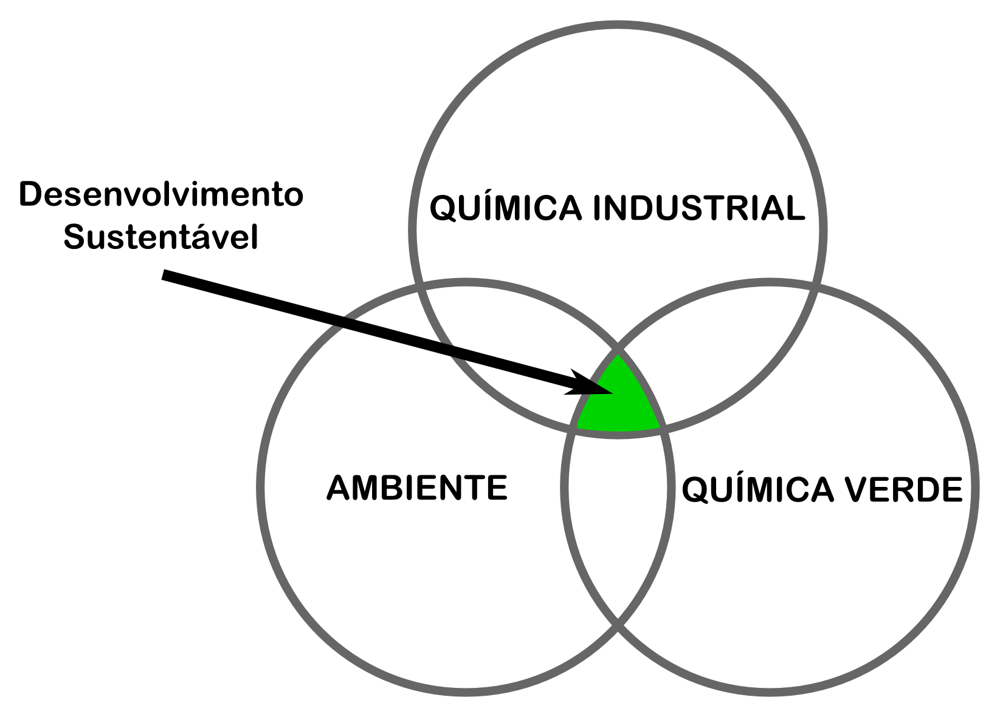 Desenvolvimento
Sustentável
QUÍMICA INDUSTRIAL
AMBIENTE
QUÍMICA VERDE